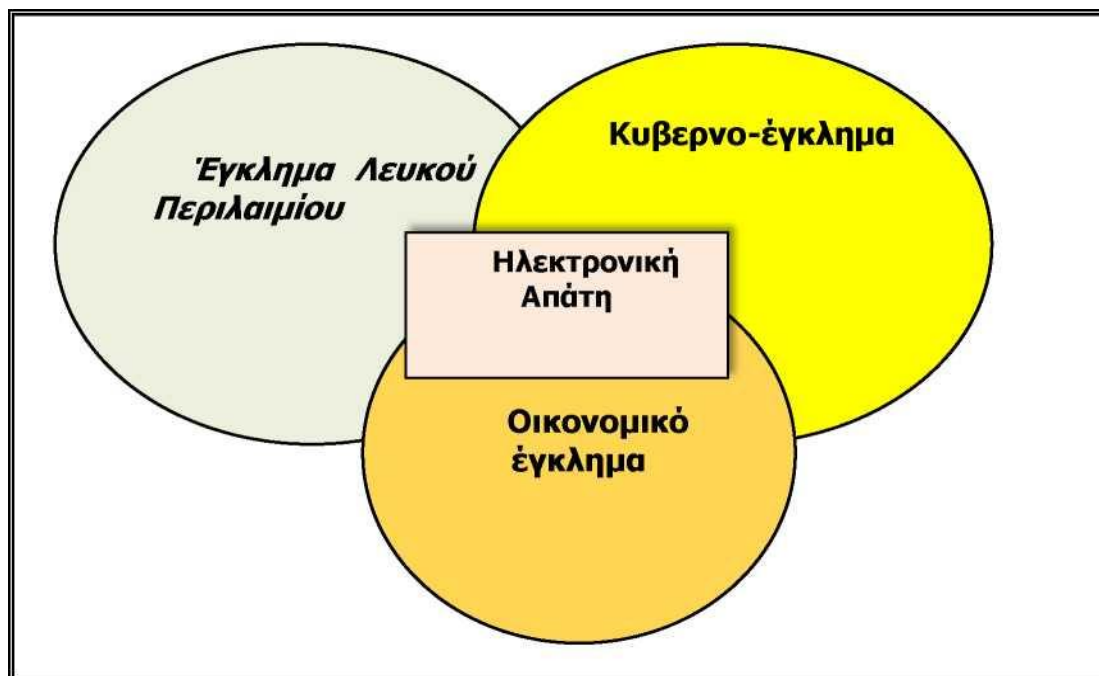 Κυβερνο-έγκλημα
Έγκλημα Λευκού
Περιλαιμίου
Ηλεκτρονική
Απάτη
Οικονομικό
έγκλημα